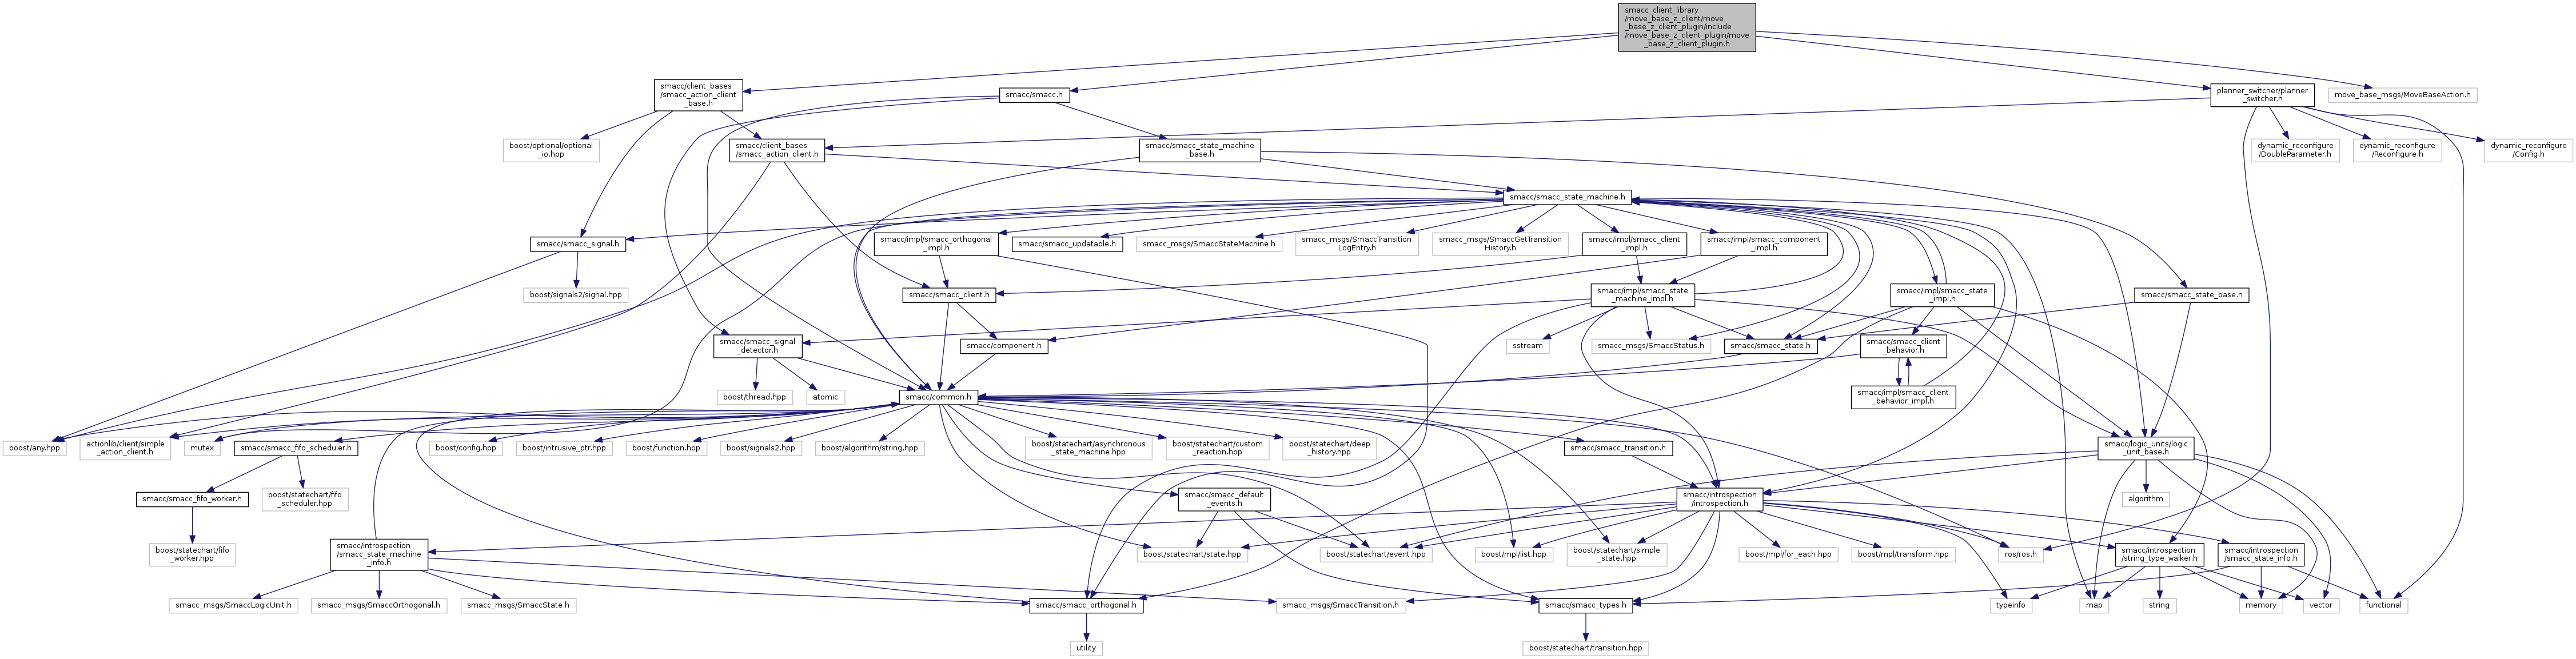 smacc_client_library
/move_base_z_client/move
_base_z_client_plugin/include
/move_base_z_client_plugin/move
_base_z_client_plugin.h
smacc/client_bases
/smacc_action_client
_base.h
smacc/smacc.h
planner_switcher/planner
_switcher.h
move_base_msgs/MoveBaseAction.h
boost/optional/optional
_io.hpp
smacc/client_bases
/smacc_action_client.h
smacc/smacc_state_machine
_base.h
dynamic_reconfigure
/DoubleParameter.h
dynamic_reconfigure
/Reconfigure.h
dynamic_reconfigure
/Config.h
smacc/smacc_state_machine.h
smacc/smacc_signal.h
smacc/impl/smacc_orthogonal
_impl.h
smacc/smacc_updatable.h
smacc_msgs/SmaccStateMachine.h
smacc_msgs/SmaccTransition
LogEntry.h
smacc_msgs/SmaccGetTransition
History.h
smacc/impl/smacc_client
_impl.h
smacc/impl/smacc_component
_impl.h
boost/signals2/signal.hpp
smacc/smacc_client.h
smacc/impl/smacc_state
_machine_impl.h
smacc/impl/smacc_state
_impl.h
smacc/smacc_state_base.h
smacc/smacc_signal
_detector.h
smacc/component.h
sstream
smacc_msgs/SmaccStatus.h
smacc/smacc_state.h
smacc/smacc_client
_behavior.h
boost/thread.hpp
atomic
smacc/common.h
smacc/impl/smacc_client
_behavior_impl.h
boost/any.hpp
actionlib/client/simple
_action_client.h
mutex
smacc/smacc_fifo_scheduler.h
boost/config.hpp
boost/intrusive_ptr.hpp
boost/function.hpp
boost/signals2.hpp
boost/algorithm/string.hpp
boost/statechart/asynchronous
_state_machine.hpp
boost/statechart/custom
_reaction.hpp
boost/statechart/deep
_history.hpp
smacc/smacc_transition.h
smacc/logic_units/logic
_unit_base.h
smacc/smacc_fifo_worker.h
boost/statechart/fifo
_scheduler.hpp
smacc/smacc_default
_events.h
smacc/introspection
/introspection.h
algorithm
boost/statechart/fifo
_worker.hpp
smacc/introspection
/smacc_state_machine
_info.h
boost/statechart/state.hpp
boost/statechart/event.hpp
boost/mpl/list.hpp
boost/statechart/simple
_state.hpp
boost/mpl/for_each.hpp
boost/mpl/transform.hpp
ros/ros.h
smacc/introspection
/string_type_walker.h
smacc/introspection
/smacc_state_info.h
smacc_msgs/SmaccLogicUnit.h
smacc_msgs/SmaccOrthogonal.h
smacc_msgs/SmaccState.h
smacc/smacc_orthogonal.h
smacc_msgs/SmaccTransition.h
smacc/smacc_types.h
typeinfo
map
string
memory
vector
functional
utility
boost/statechart/transition.hpp